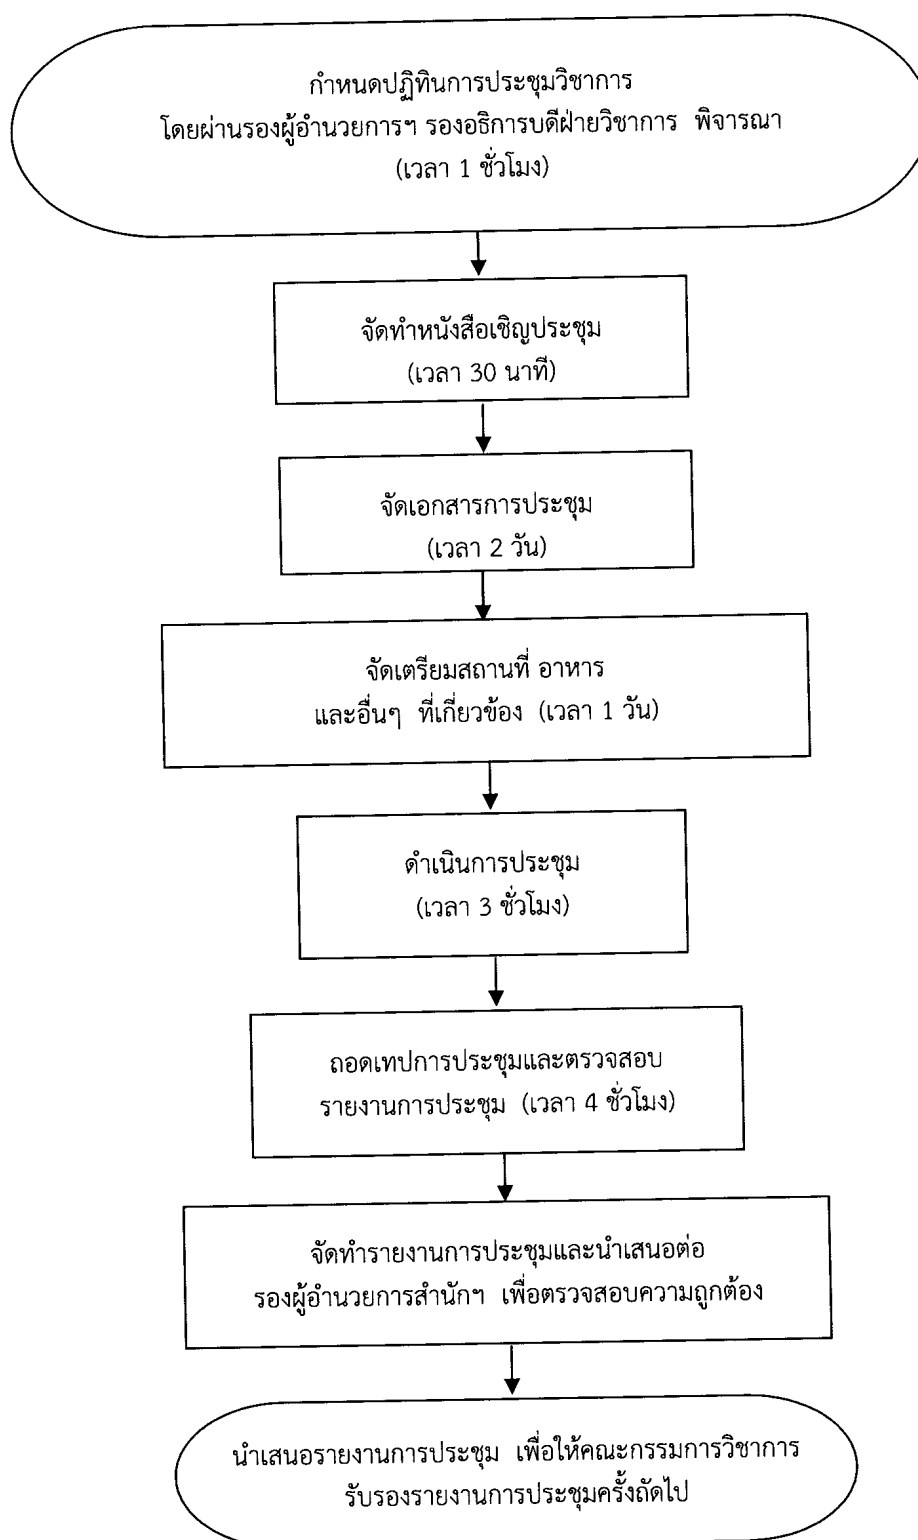 กำหนดปฏิทินการประชุมวิชาการ
โดยผ่านรองผู้อำนวยการฯ รองอธิการบดีฝ่ายวิชาการ พิจารณา
(เวลา 1 ชั่วโมง)
จัดทำหนังสือเชิญประชุม
(เวลา 30 นาที)
จัดเอกสารการประชุม
(เวลา 2 วัน)
จัดเตรียมสถานที่ อาหาร
และอื่นๆ ที่เกี่ยวข้อง (เวลา 1 วัน)
ดำเนินการประชุม
(เวลา 3 ชั่วโมง)
ถอดเทปการประชุมและตรวจสอบ
รายงานการประชุม (เวลา 4 ชั่วโมง)
จัดทำรายงานการประชุมและนำเสนอต่อ
รองผู้อำนวยการสำนักฯ เพื่อตรวจสอบความถูกต้อง
นำเสนอรายงานการประชุม เพื่อให้คณะกรรมการวิชาการ
รับรองรายงานการประชุมครั้งถัดไป